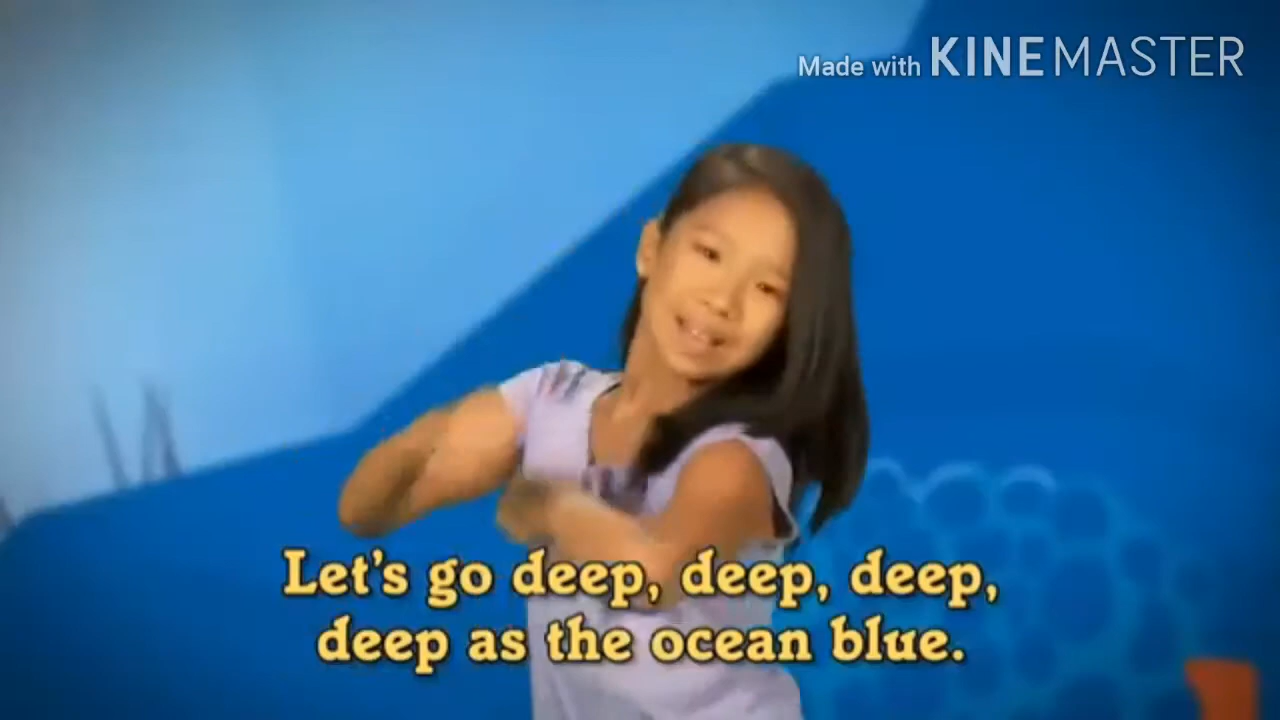 Made with KINEMASTER
Let's go deep, deep, deep,
deep as the ocean blue.